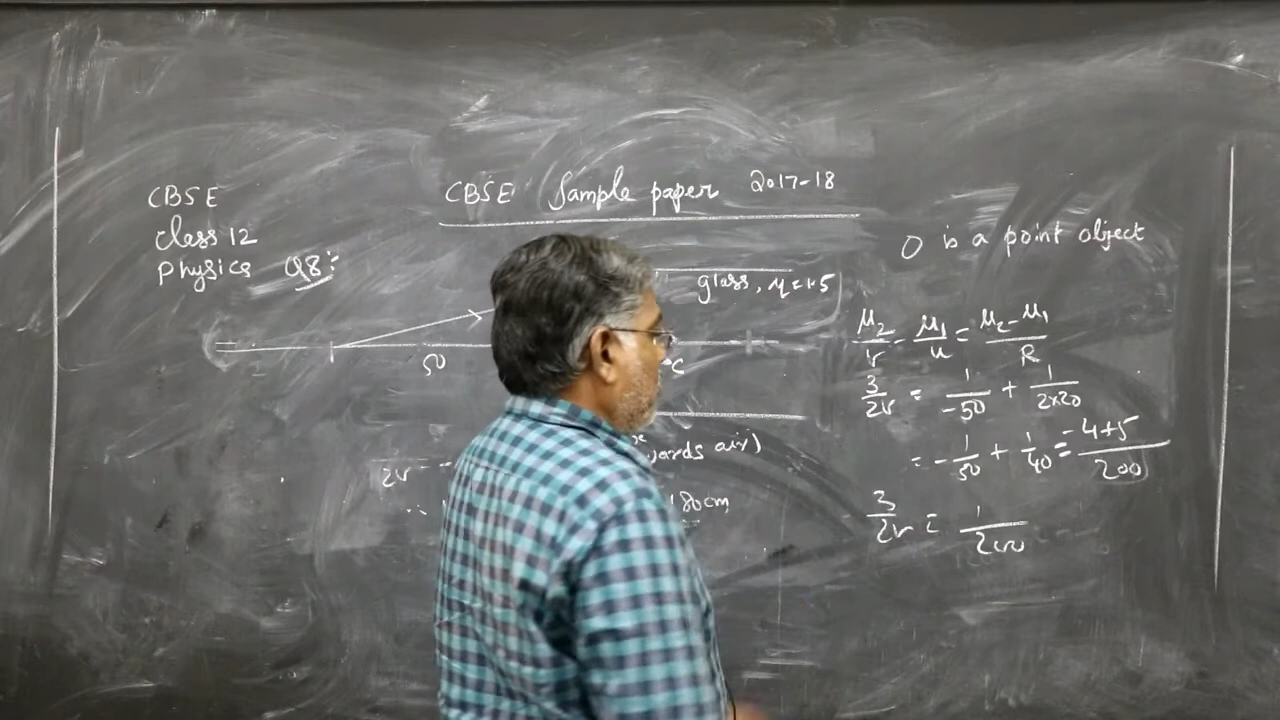 CBSE Sample paper 2017-18
CBSE
Class 12
Physics Q8:
glass, μ=1.5
50
C
2v
∴
wards air)
180cm
O is a point object
μ₂/v - μ₁/u = μ₂-μ₁/R
3/2v = 1/-50 + 1/2x20
= -1/50 + 1/40 = -4+5/200
3/2v = 1/200